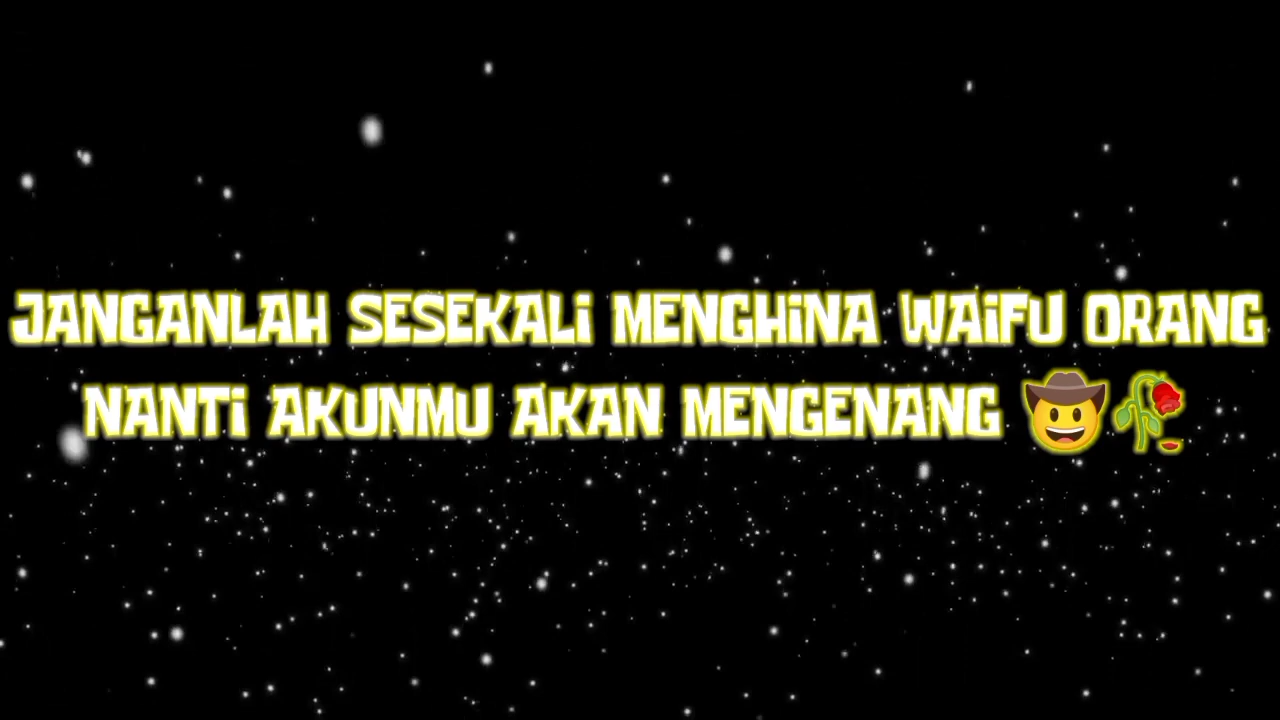 JANGANLAH SESEKALi MENGHiNA WAiFU ORANG
NANTi AKUNMU AKAN MENGENANG 🤠🥀